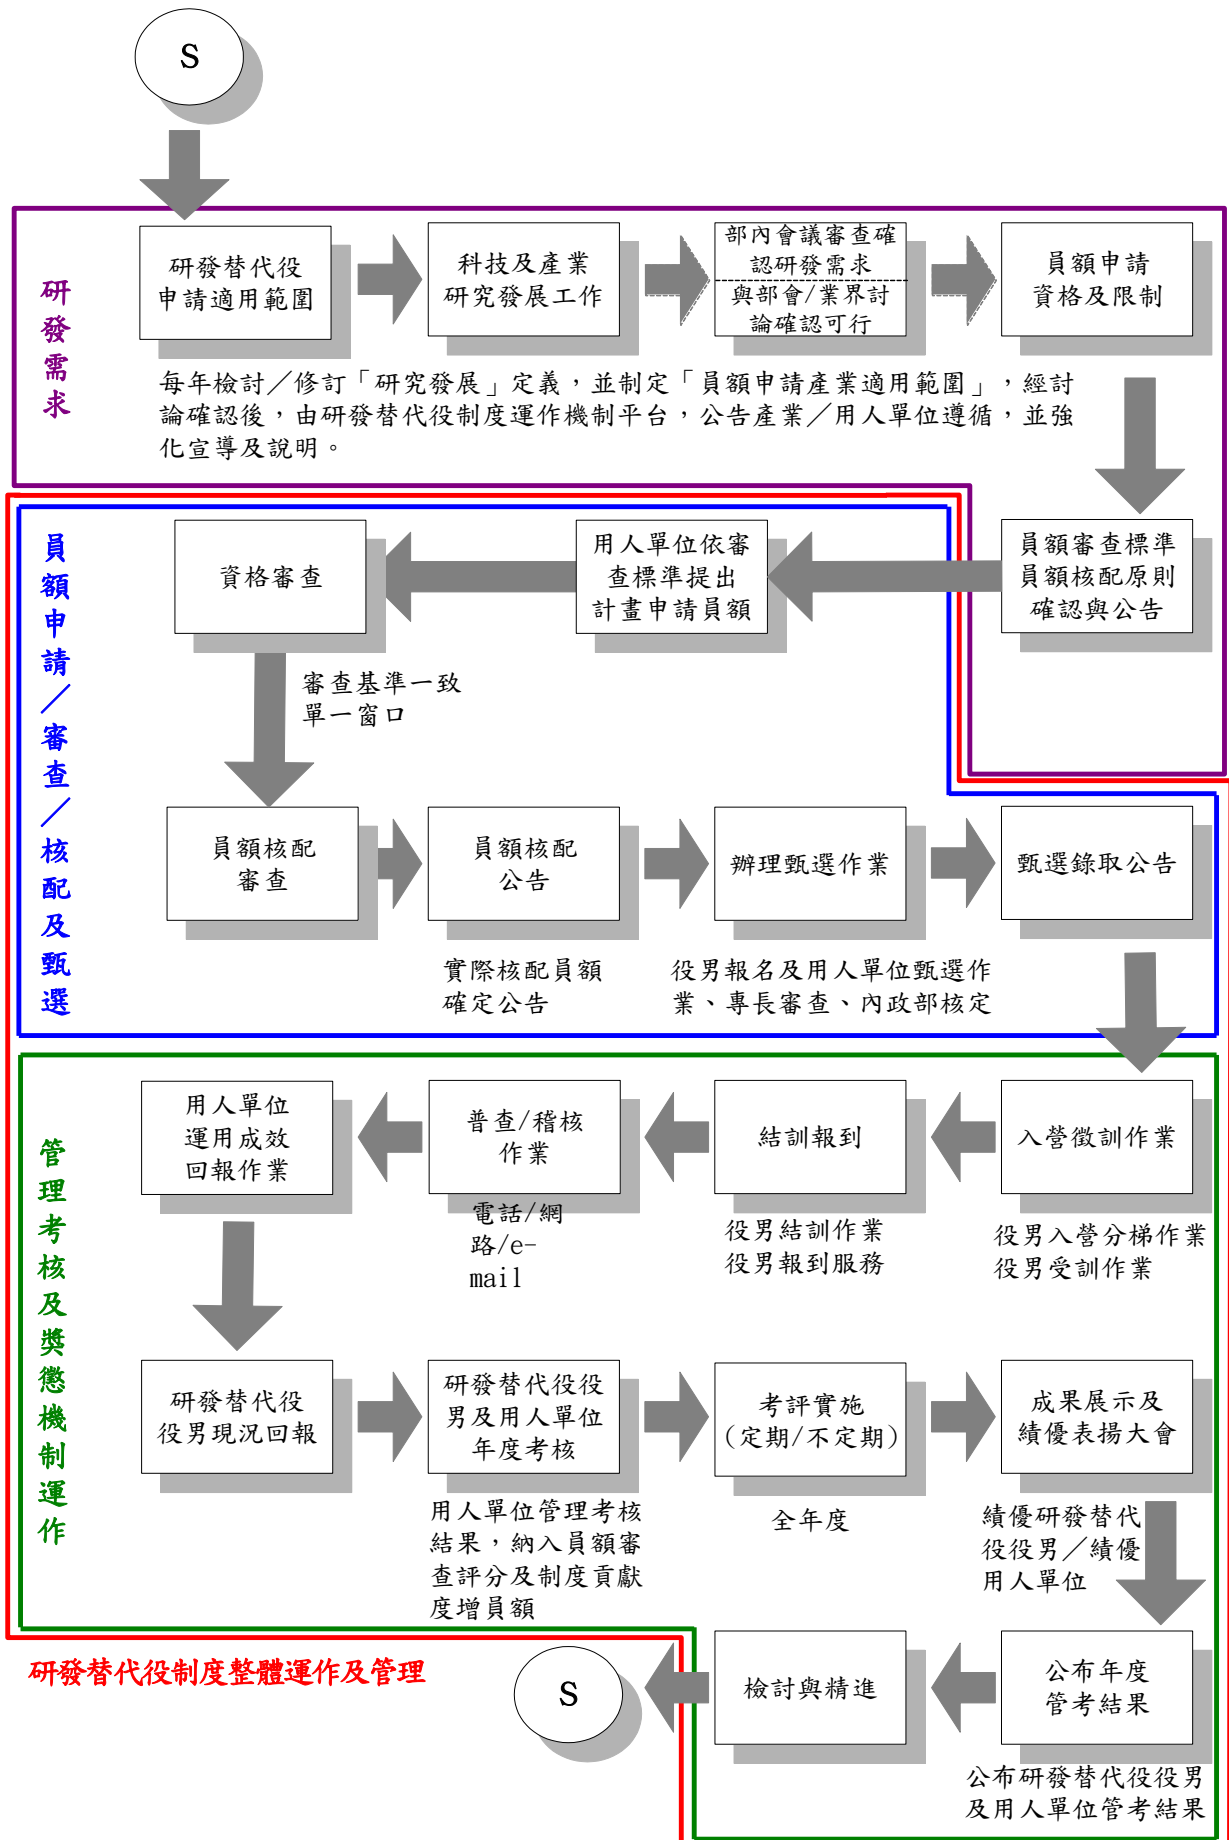 S
研發需求
研發替代役
申請適用範圍
科技及產業
研究發展工作
部內會議審查確
認研發需求
與部會/業界討
論確認可行
員額申請
資格及限制
每年檢討／修訂「研究發展」定義，並制定「員額申請產業適用範圍」，經討
論確認後，由研發替代役制度運作機制平台，公告產業／用人單位遵循，並強
化宣導及說明。
員額審查標準
員額核配原則
確認與公告
員額申請／審查／核配及甄選
用人單位依審
查標準提出
計畫申請員額
資格審查
審查基準一致
單一窗口
員額核配
審查
員額核配
公告
實際核配員額
確定公告
辦理甄選作業
役男報名及用人單位甄選作
業、專長審查、內政部核定
甄選錄取公告
管理考核及獎懲機制運作
入營徵訓作業
役男入營分梯作業
役男受訓作業
結訓報到
役男結訓作業
役男報到服務
普查/稽核
作業
電話/網
路/e-
mail
用人單位
運用成效
回報作業
研發替代役
役男現況回報
研發替代役役
男及用人單位
年度考核
用人單位管理考核
結果，納入員額審
查評分及制度貢獻
度增員額
考評實施
(定期/不定期)
全年度
成果展示及
績優表揚大會
績優研發替代
役役男／績優
用人單位
公布年度
管考結果
公布研發替代役役男
及用人單位管考結果
檢討與精進
S
研發替代役制度整體運作及管理